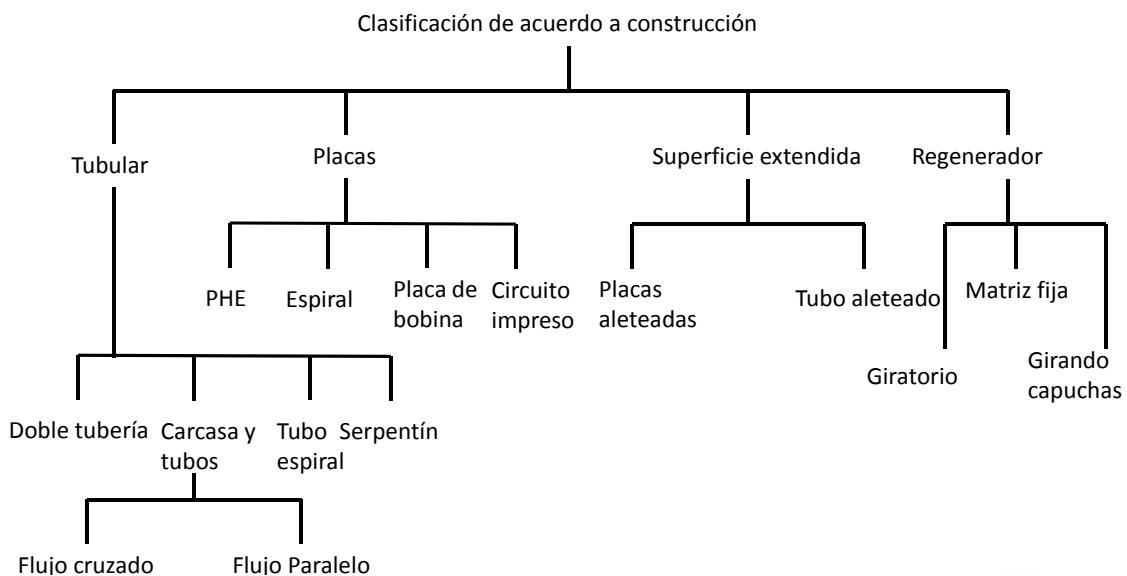 Clasificación de acuerdo a construcción
Tubular
Placas
Superficie extendida
Regenerador
PHE
Espiral
Placa de
bobina
Circuito
impreso
Placas
aleteadas
Tubo aleteado
Matriz fija
Giratorio
Girando
capuchas
Doble tubería
Carcasa y
tubos
Tubo
espiral
Serpentín
Flujo cruzado
Flujo Paralelo